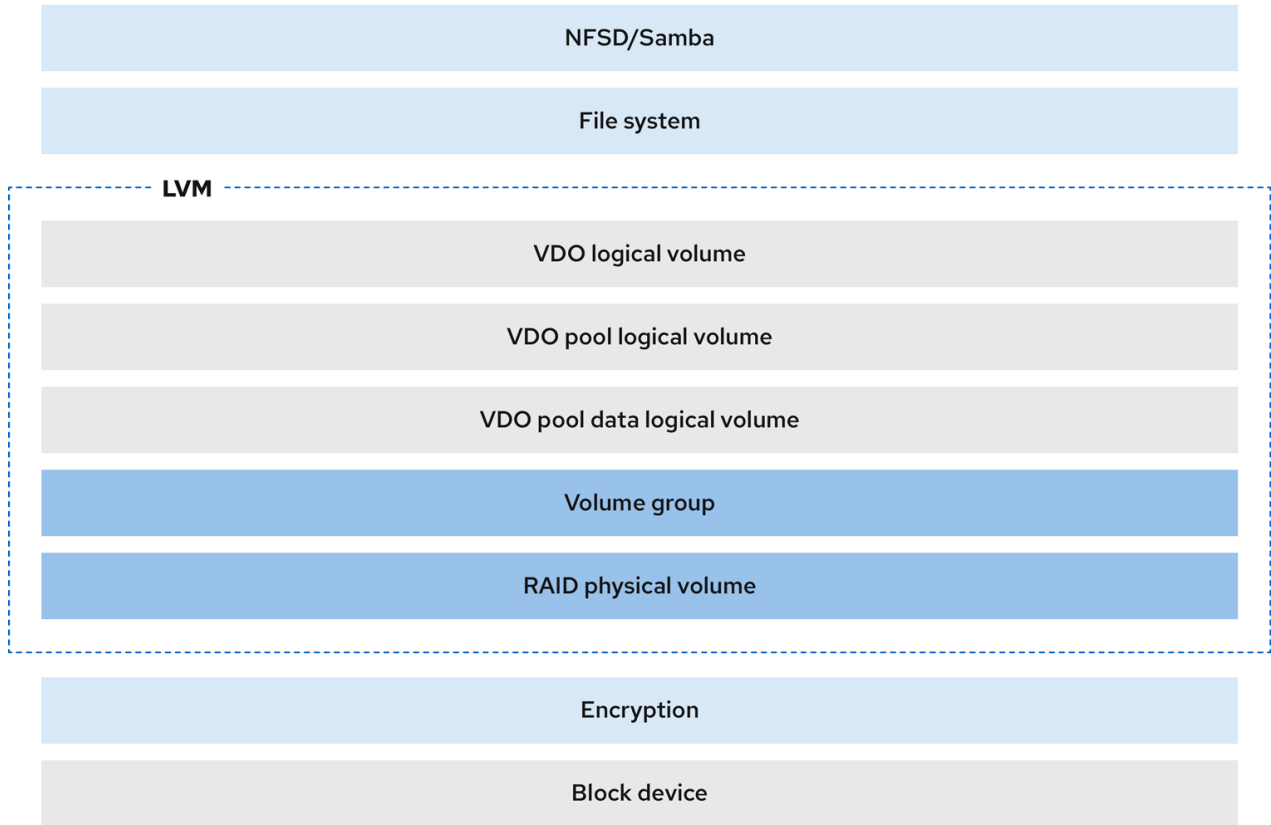 NFSD/Samba
File system
LVM
VDO logical volume
VDO pool logical volume
VDO pool data logical volume
Volume group
RAID physical volume
Encryption
Block device